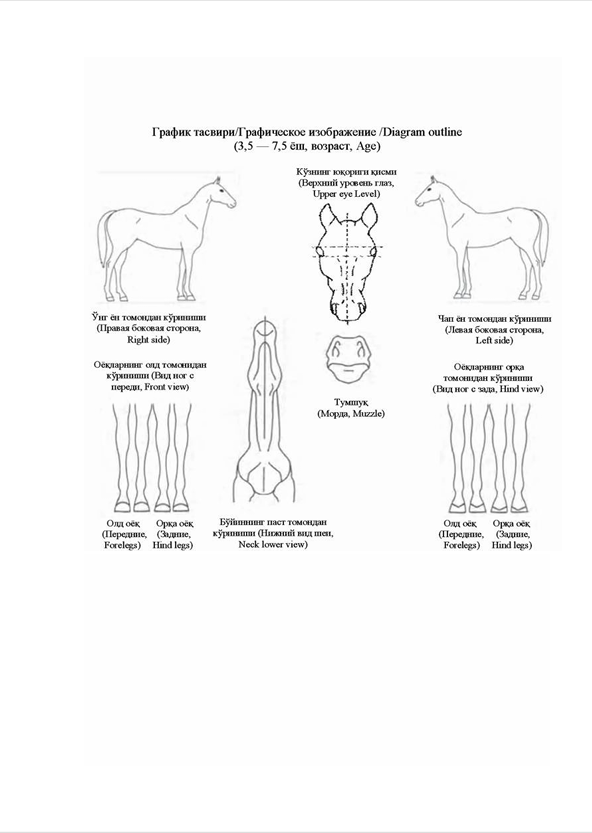 График тасвири/Графическое изображение /Diagram outline
(3,5 — 7,5 ёш, возраст, Age)
Кўзнинг юқориги қисми
(Верхний уровень глаз,
Upper eye Level)
Ўнг ён томондан кўриниши
(Правая боковая сторона,
Right side)
Чап ён томондан кўриниши
(Левая боковая сторона,
Left side)
Оёқларнинг олд томонидан
кўриниши (Вид ног с
переди, Front view)
Тумшуқ
(Морда, Muzzle)
Оёқларнинг орқа
томонидан кўриниши
(Вид ног с зада, Hind view)
Олд оёқ
(Передние,
Forelegs)
Орқа оёқ
(Задние,
Hind legs)
Бўйиннинг паст томондан
кўриниши (Нижний вид шеи,
Neck lower view)
Олд оёқ
(Передние,
Forelegs)
Орқа оёқ
(Задние,
Hind legs)